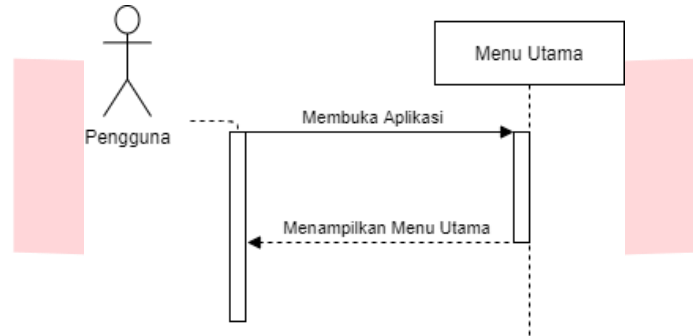 Menu Utama
Membuka Aplikasi
Pengguna
Menampilkan Menu Utama